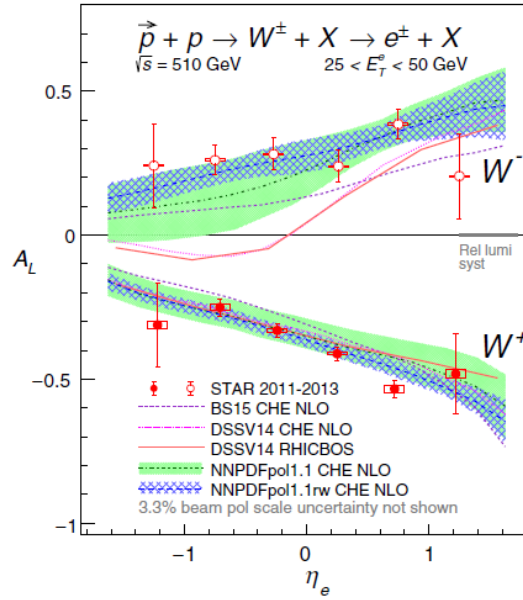 p⃗ + p → W± + X → e± + X
√s = 510 GeV 25 < E_T^e < 50 GeV
0.5
W⁻
0
A_L
Rel lumi
syst
W⁺
−0.5
STAR 2011-2013
BS15 CHE NLO
DSSV14 CHE NLO
DSSV14 RHICBOS
NNPDFpol1.1 CHE NLO
NNPDFpol1.1rw CHE NLO
3.3% beam pol scale uncertainty not shown
−1
−1 0 1
η_e